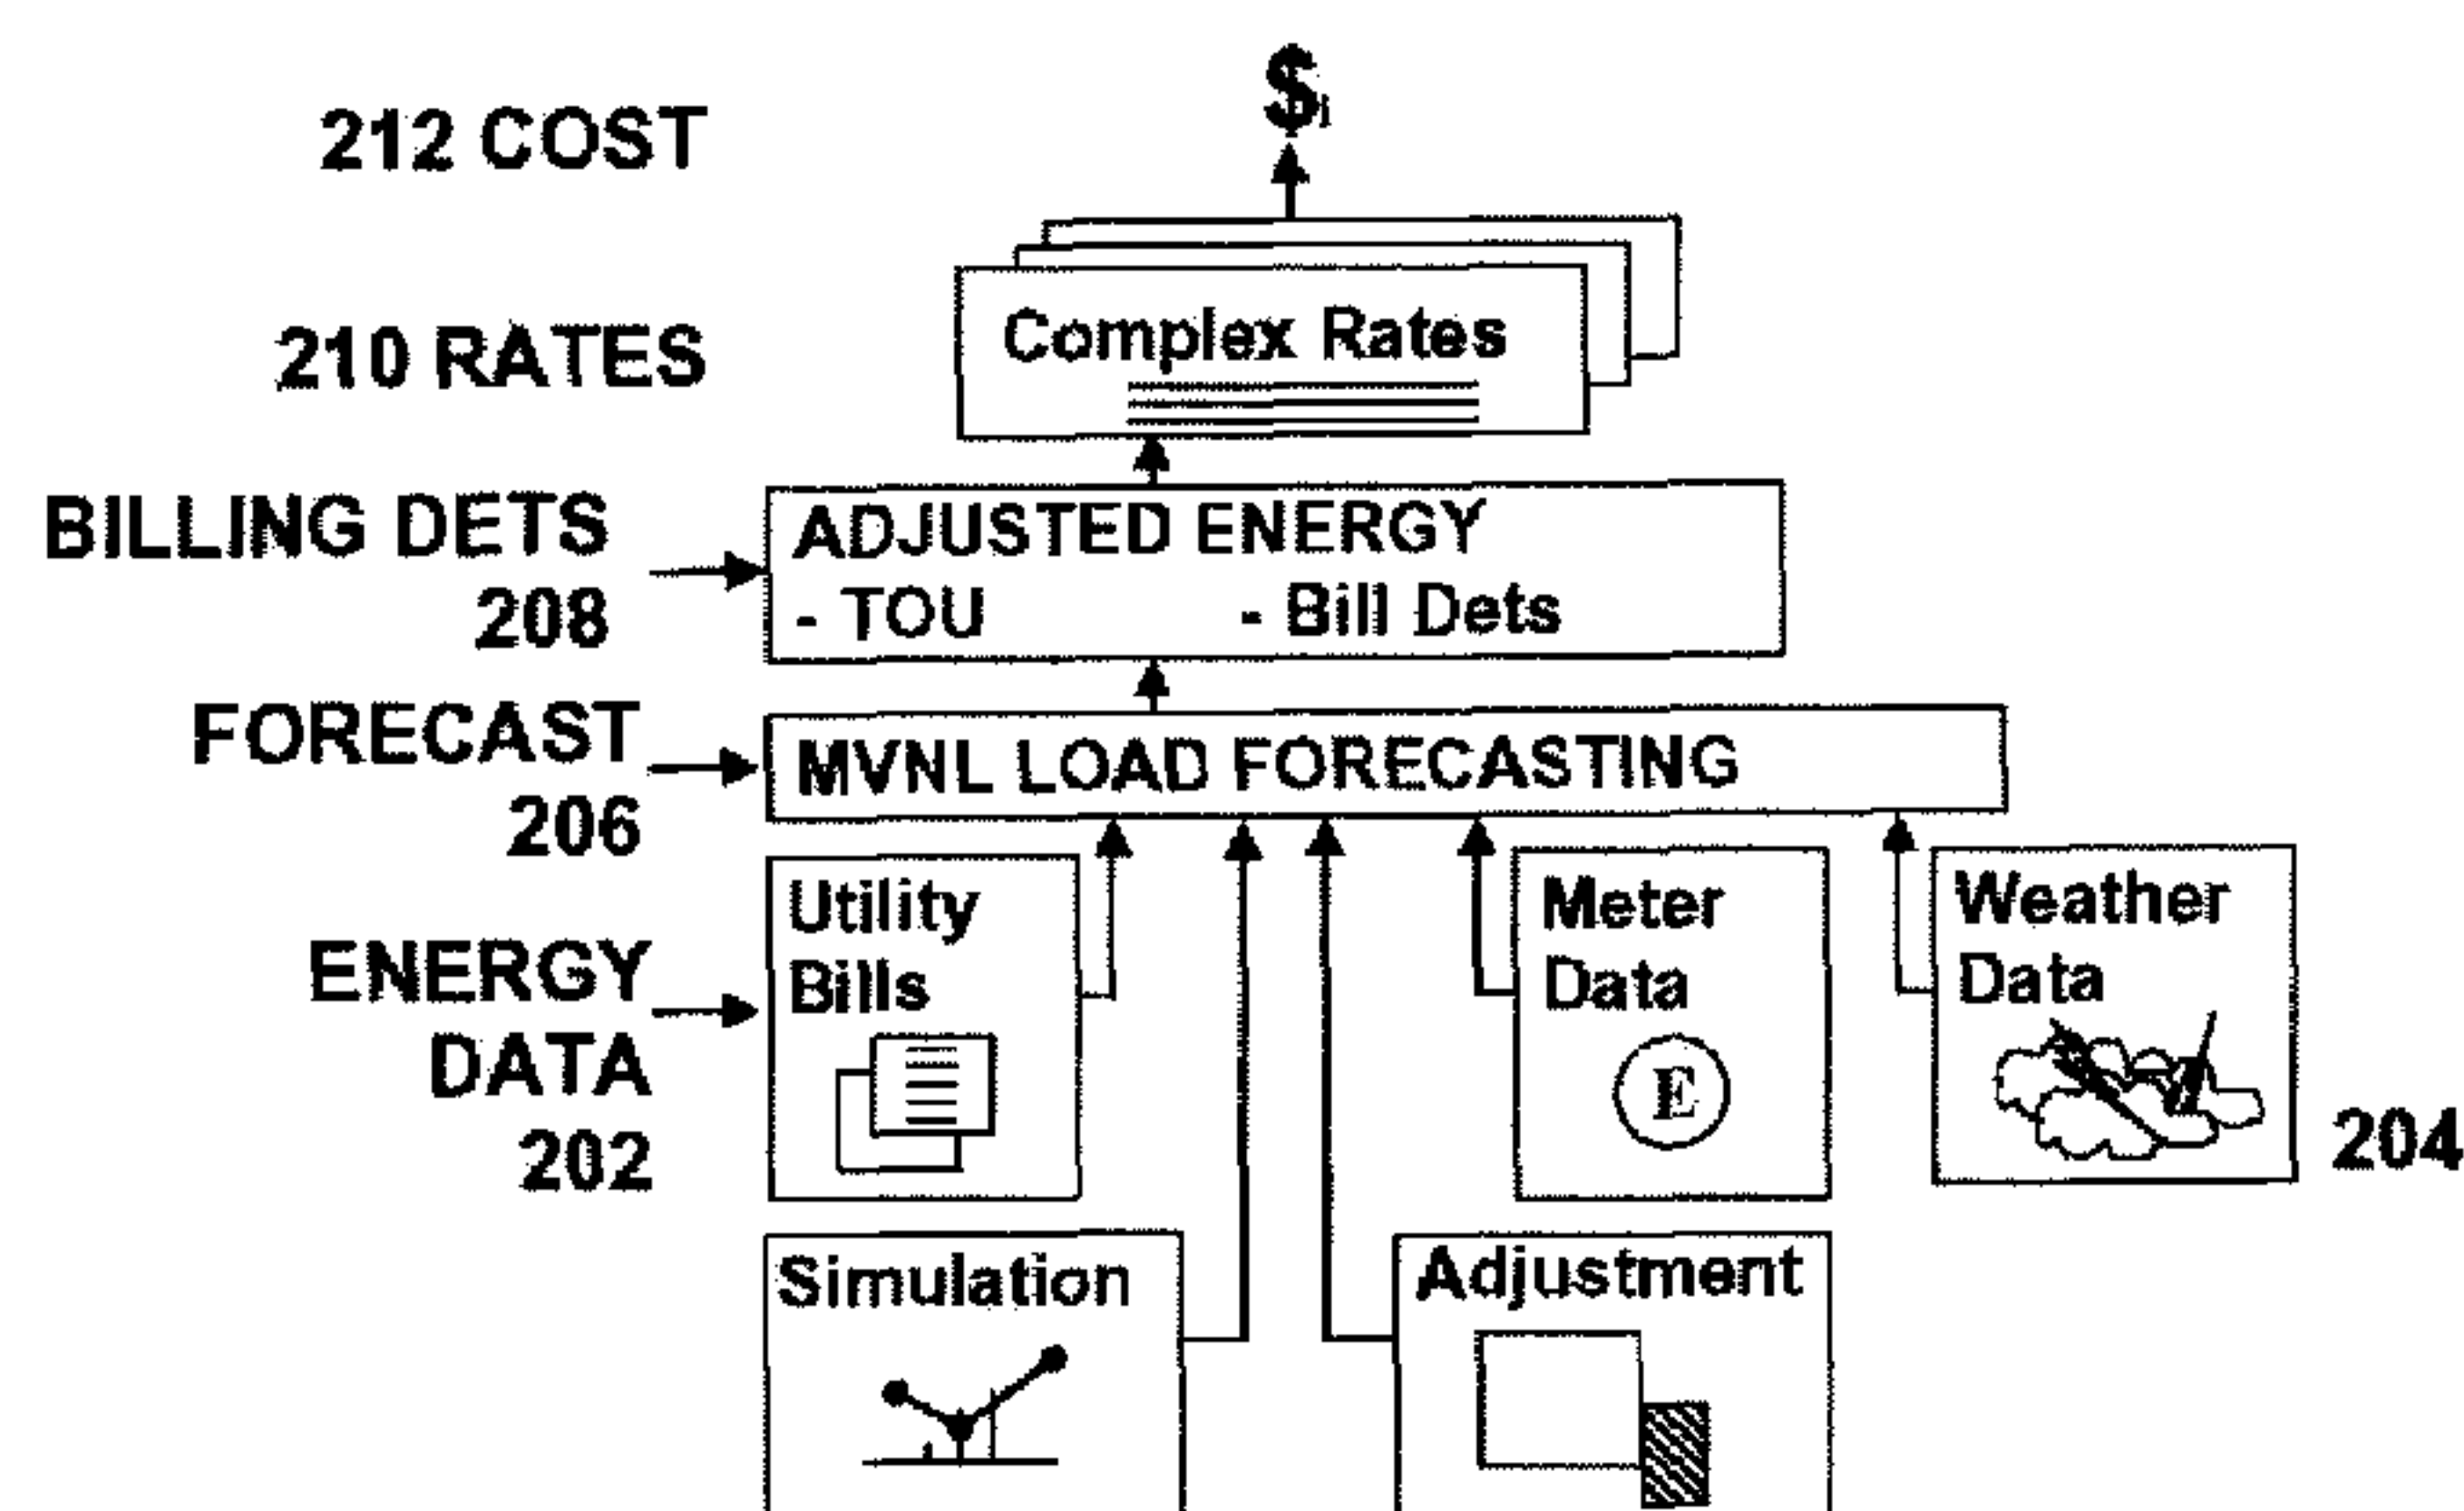 $
212 COST
210 RATES
Complex Rates
BILLING DETS
208
ADJUSTED ENERGY
- TOU - Bill Dets
FORECAST
206
MVNL LOAD FORECASTING
ENERGY
DATA
202
Utility
Bills
Meter
Data
E
Weather
Data
204
Simulation
Adjustment